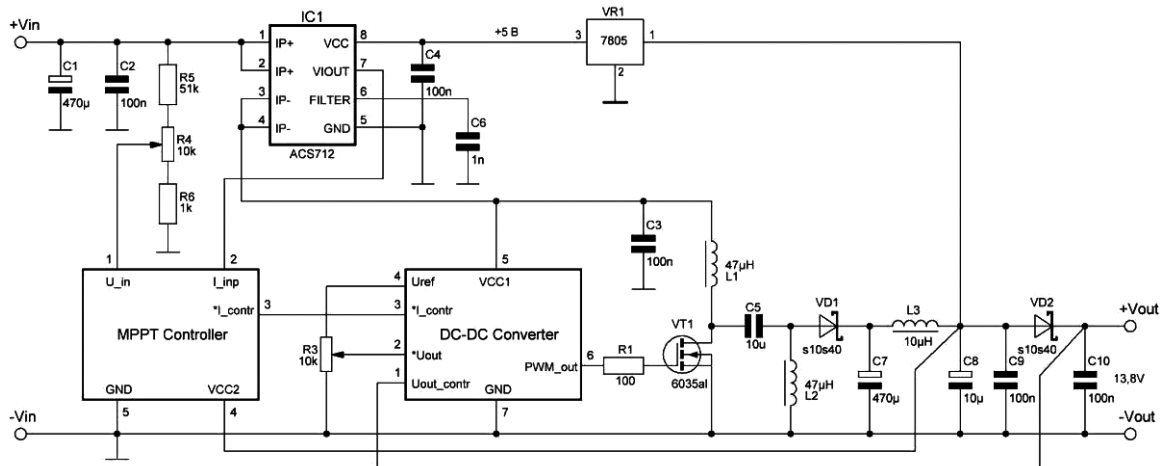 IC1
VR1
+Vin
1 IP+ VCC 8
+5 В
3 7805 1
2
2 IP+ VIOUT 7
3 IP- FILTER 6
4 IP- GND 5
ACS712
C1
470µ
C2
100n
R5
51k
R4
10k
R6
1k
C4
100n
C6
1n
C3
100n
47µH
L1
1
U_in
2
I_inp
*I_contr 3
MPPT Controller
GND
5
VCC2
4
R3
10k
5
VCC1
4 Uref
3 *I_contr
DC-DC Converter
2 *Uout
1 Uout_contr
PWM_out 6
GND
7
R1
100
VT1
6035al
C5
10u
47µH
L2
VD1
s10s40
L3
10µH
VD2
s10s40
C7
470µ
C8
10µ
C9
100n
C10
100n
13,8V
+Vout
-Vin
-Vout